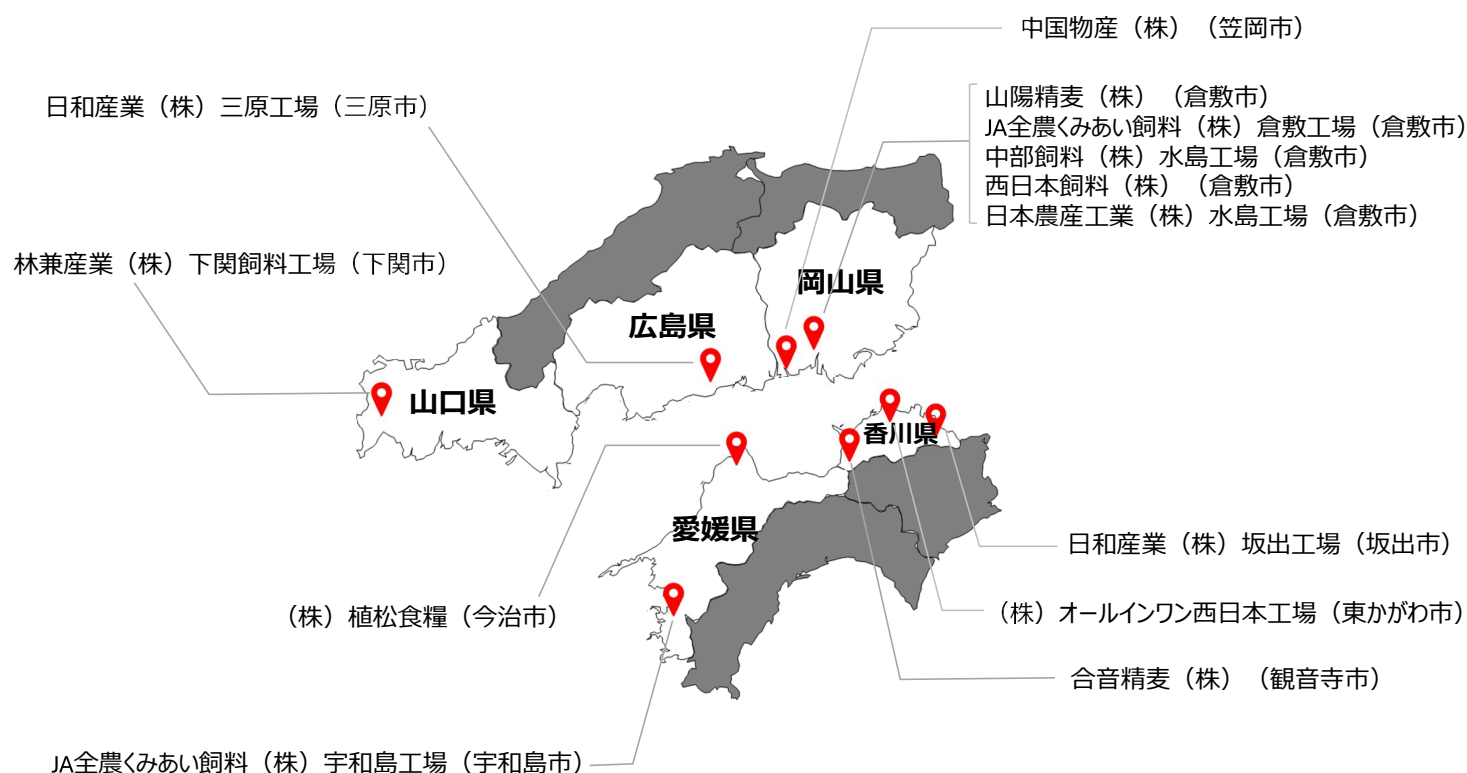 中国物産（株）（笠岡市）
山陽精麦（株）（倉敷市）
JA全農くみあい飼料（株）倉敷工場（倉敷市）
中部飼料（株）水島工場（倉敷市）
西日本飼料（株）（倉敷市）
日本農産工業（株）水島工場（倉敷市）
日和産業（株）三原工場（三原市）
林兼産業（株）下関飼料工場（下関市）
岡山県
広島県
山口県
香川県
愛媛県
日和産業（株）坂出工場（坂出市）
（株）オールインワン西日本工場（東かがわ市）
（株）植松食糧（今治市）
合音精麦（株）（観音寺市）
JA全農くみあい飼料（株）宇和島工場（宇和島市）